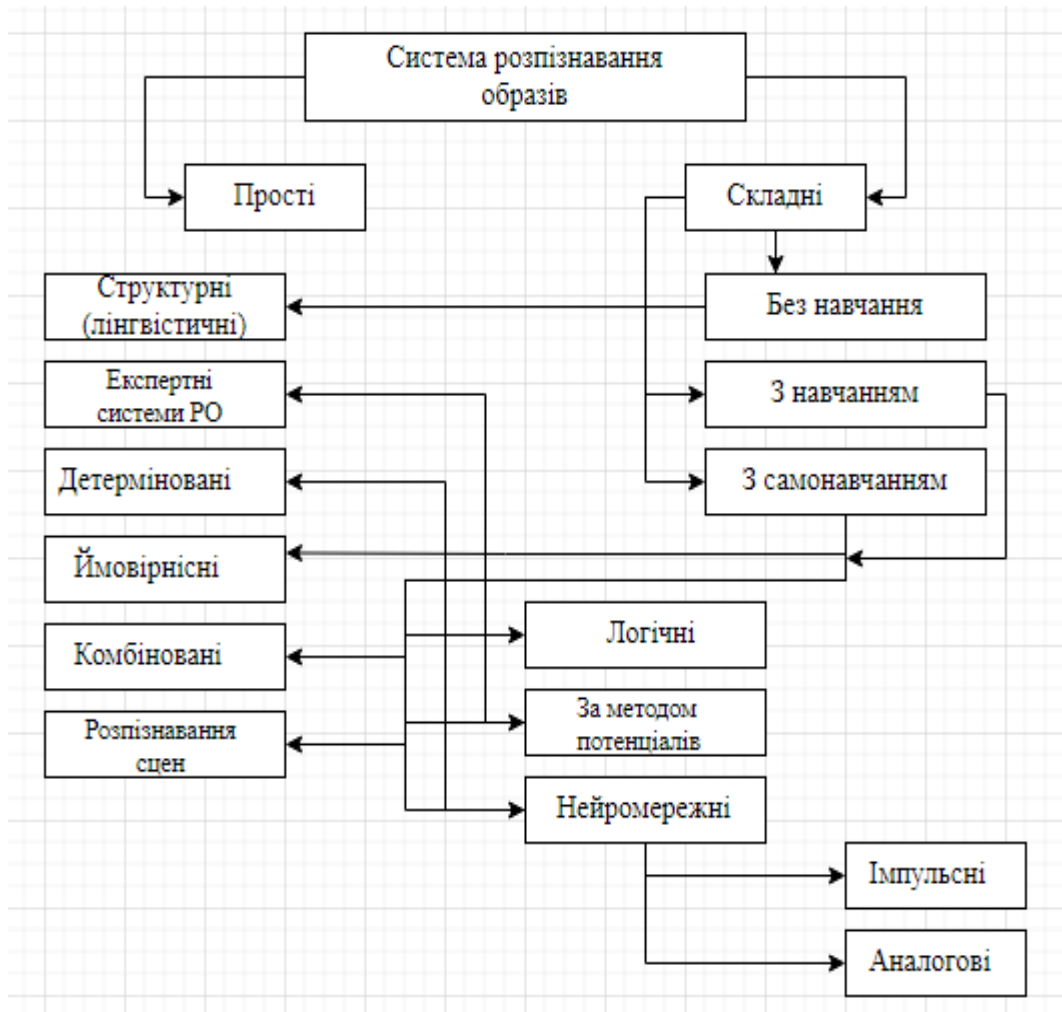 Система розпізнавання
образів
Прості
Складні
Структурні
(лінгвістичні)
Без навчання
Експертні
системи РО
З навчанням
Детерміновані
З самонавчанням
Ймовірнісні
Логічні
Комбіновані
За методом
потенціалів
Розпізнавання
сцен
Нейромережні
Імпульсні
Аналогові